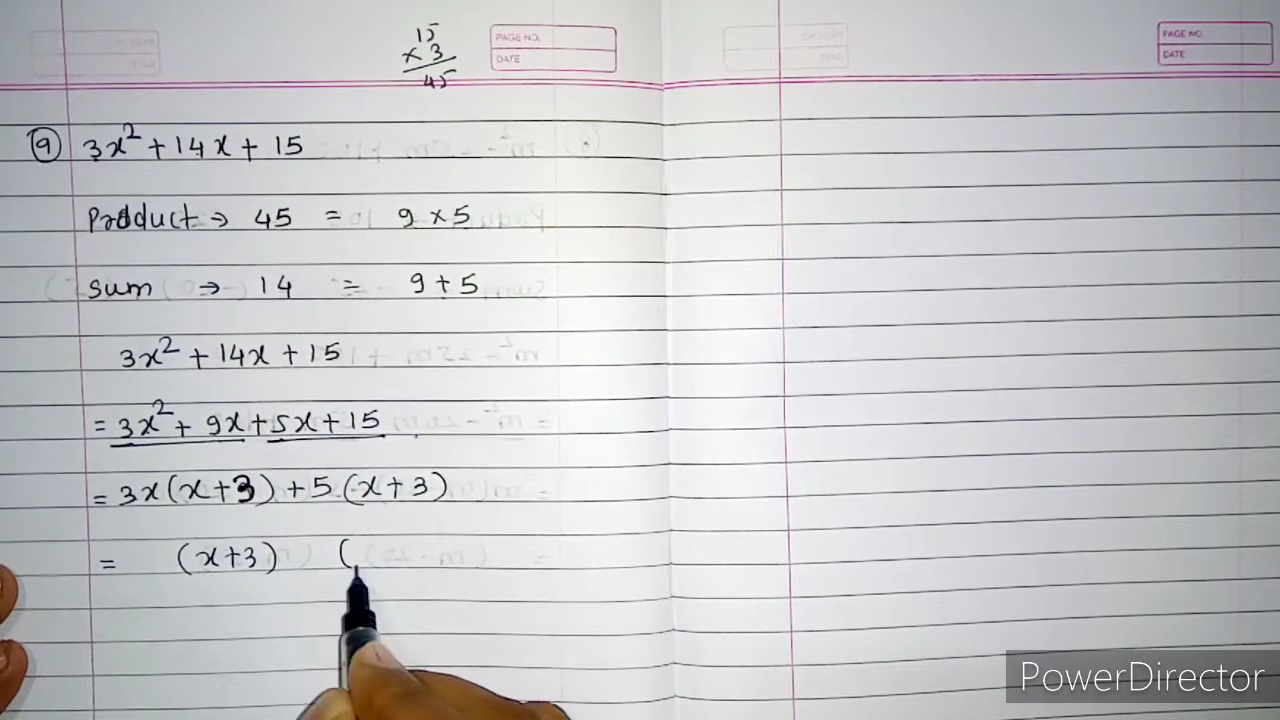 15
× 3
45
PAGE NO.
DATE
PAGE NO.
DATE
9 3x² + 14x + 15
Product → 45 = 9 × 5
sum → 14 = 9 + 5
3x² + 14x + 15
= 3x² + 9x + 5x + 15
= 3x (x + 3) + 5 (x + 3)
= (x + 3) (
PowerDirector